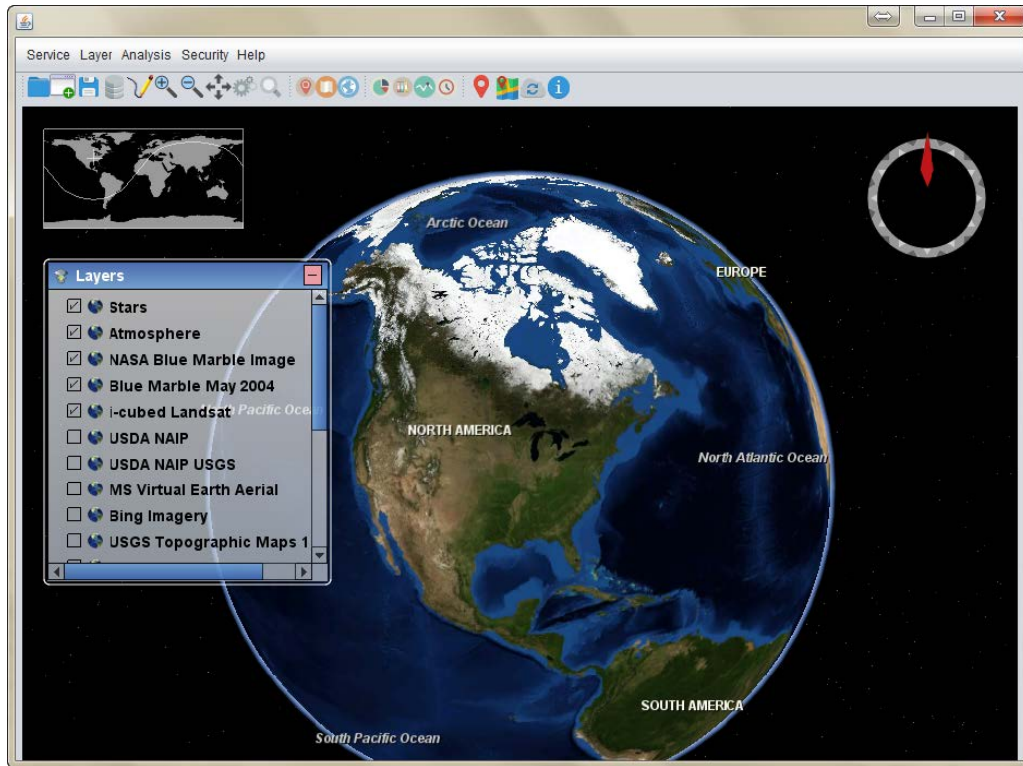 Service Layer Analysis Security Help
Arctic Ocean
EUROPE
Layers
Stars
Atmosphere
NASA Blue Marble Image
Blue Marble May 2004
i-cubed Landsat
North Pacific Ocean
USDA NAIP
NORTH AMERICA
USDA NAIP USGS
North Atlantic Ocean
MS Virtual Earth Aerial
Bing Imagery
USGS Topographic Maps 1
SOUTH AMERICA
South Pacific Ocean